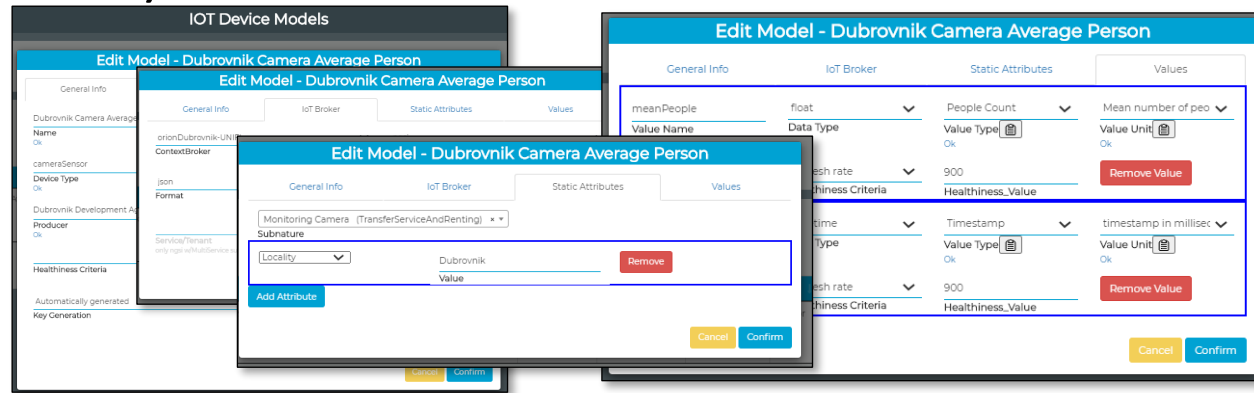 IOT Device Models
Edit Model - Dubrovnik Camera Average Person
General Info
Dubrovnik Camera Average
Name
Ok
cameraSensor
Device Type
Ok
Dubrovnik Development Ag
Producer
Ok
Healthiness Criteria
Automatically generated
Key Generation
Cancel Confirm
Edit Model - Dubrovnik Camera Average Person
General Info IoT Broker Static Attributes Values
orionDubrovnik-UNIFI
ContextBroker
json
Format
Service/Tenant
only ngsi w/MultiService su
Edit Model - Dubrovnik Camera Average Person
General Info IoT Broker Static Attributes Values
Monitoring Camera (TransferServiceAndRenting) ×
Subnature
Locality Dubrovnik Remove
Value
Add Attribute
Cancel Confirm
Edit Model - Dubrovnik Camera Average Person
General Info IoT Broker Static Attributes Values
meanPeople float People Count Mean number of peo
Value Name Data Type Value Type Value Unit
Ok Ok
esh rate 900 Remove Value
thiness Criteria Healthiness_Value
time Timestamp timestamp in millisec
Type Value Type Value Unit
Ok Ok
esh rate 900 Remove Value
thiness Criteria Healthiness_Value
Cancel Confirm